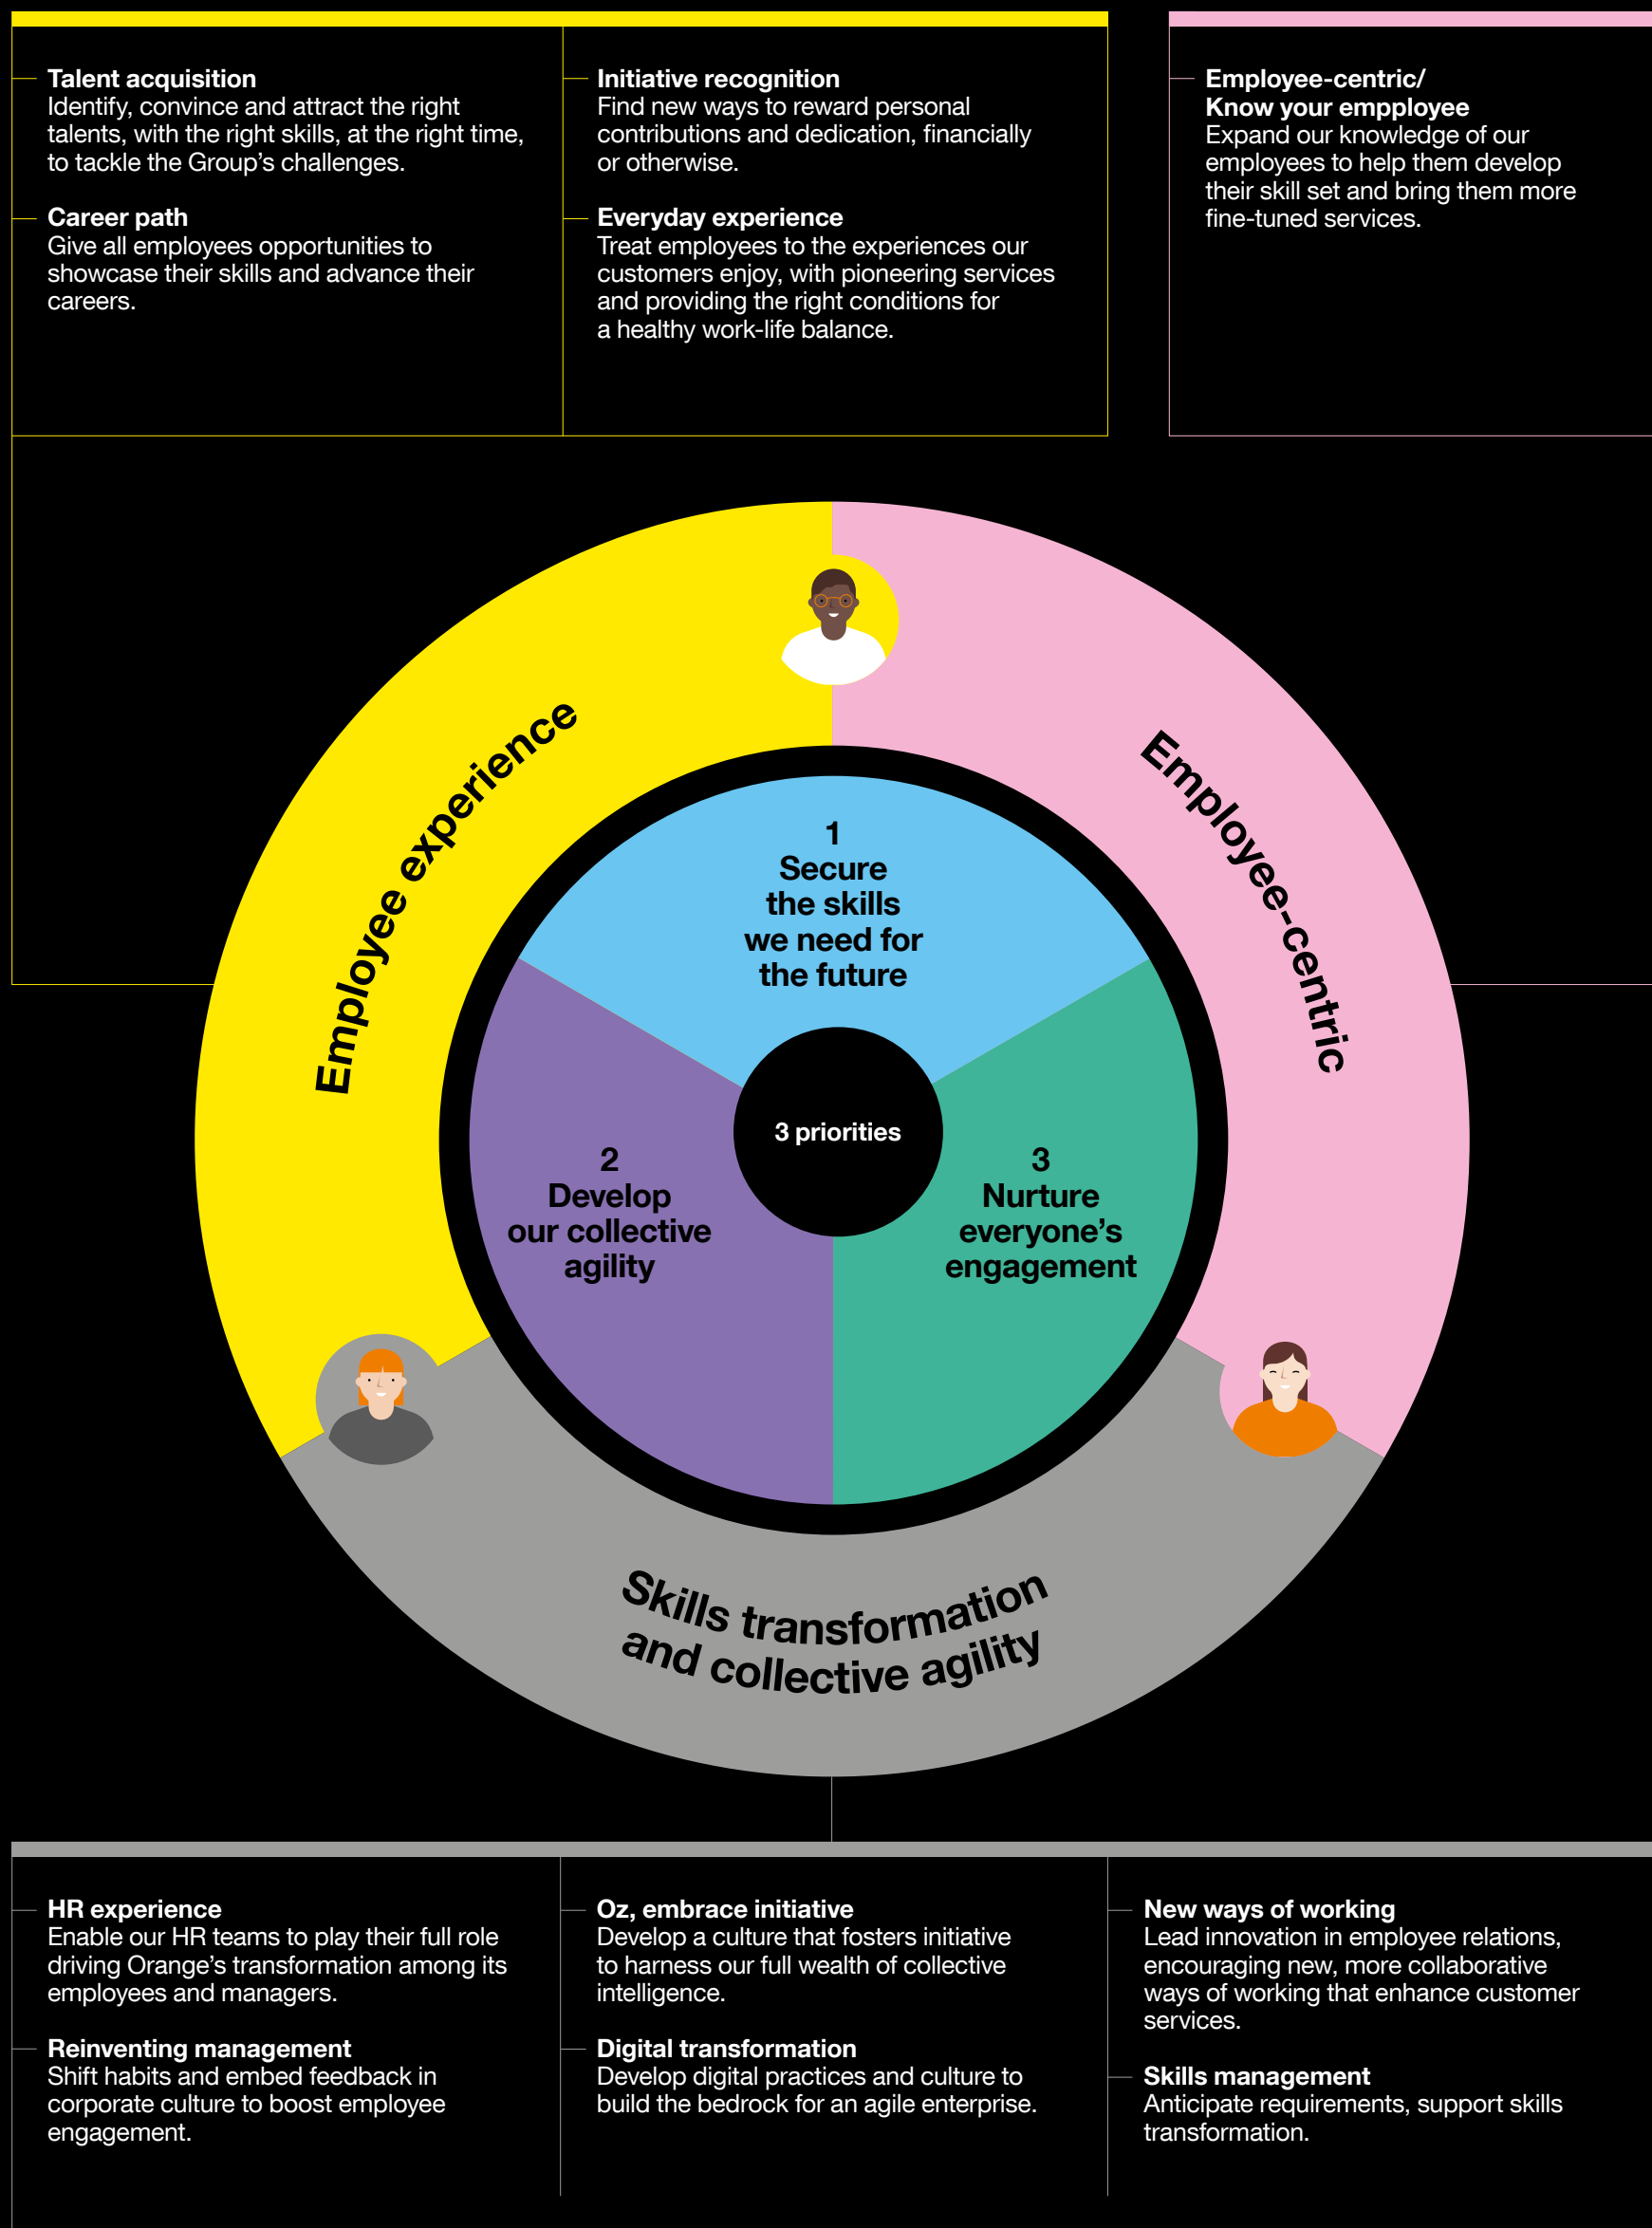 Talent acquisition
Identify, convince and attract the right
talents, with the right skills, at the right time,
to tackle the Group's challenges.
Career path
Give all employees opportunities to
showcase their skills and advance their
careers.
Initiative recognition
Find new ways to reward personal
contributions and dedication, financially
or otherwise.
Everyday experience
Treat employees to the experiences our
customers enjoy, with pioneering services
and providing the right conditions for
a healthy work-life balance.
Employee-centric/
Know your empployee
Expand our knowledge of our
employees to help them develop
their skill set and bring them more
fine-tuned services.
Employee experience
Employee-centric
1
Secure
the skills
we need for
the future
3 priorities
2
Develop
our collective
agility
3
Nurture
everyone's
engagement
Skills transformation
and collective agility
HR experience
Enable our HR teams to play their full role
driving Orange's transformation among its
employees and managers.
Reinventing management
Shift habits and embed feedback in
corporate culture to boost employee
engagement.
Oz, embrace initiative
Develop a culture that fosters initiative
to harness our full wealth of collective
intelligence.
Digital transformation
Develop digital practices and culture to
build the bedrock for an agile enterprise.
New ways of working
Lead innovation in employee relations,
encouraging new, more collaborative
ways of working that enhance customer
services.
Skills management
Anticipate requirements, support skills
transformation.